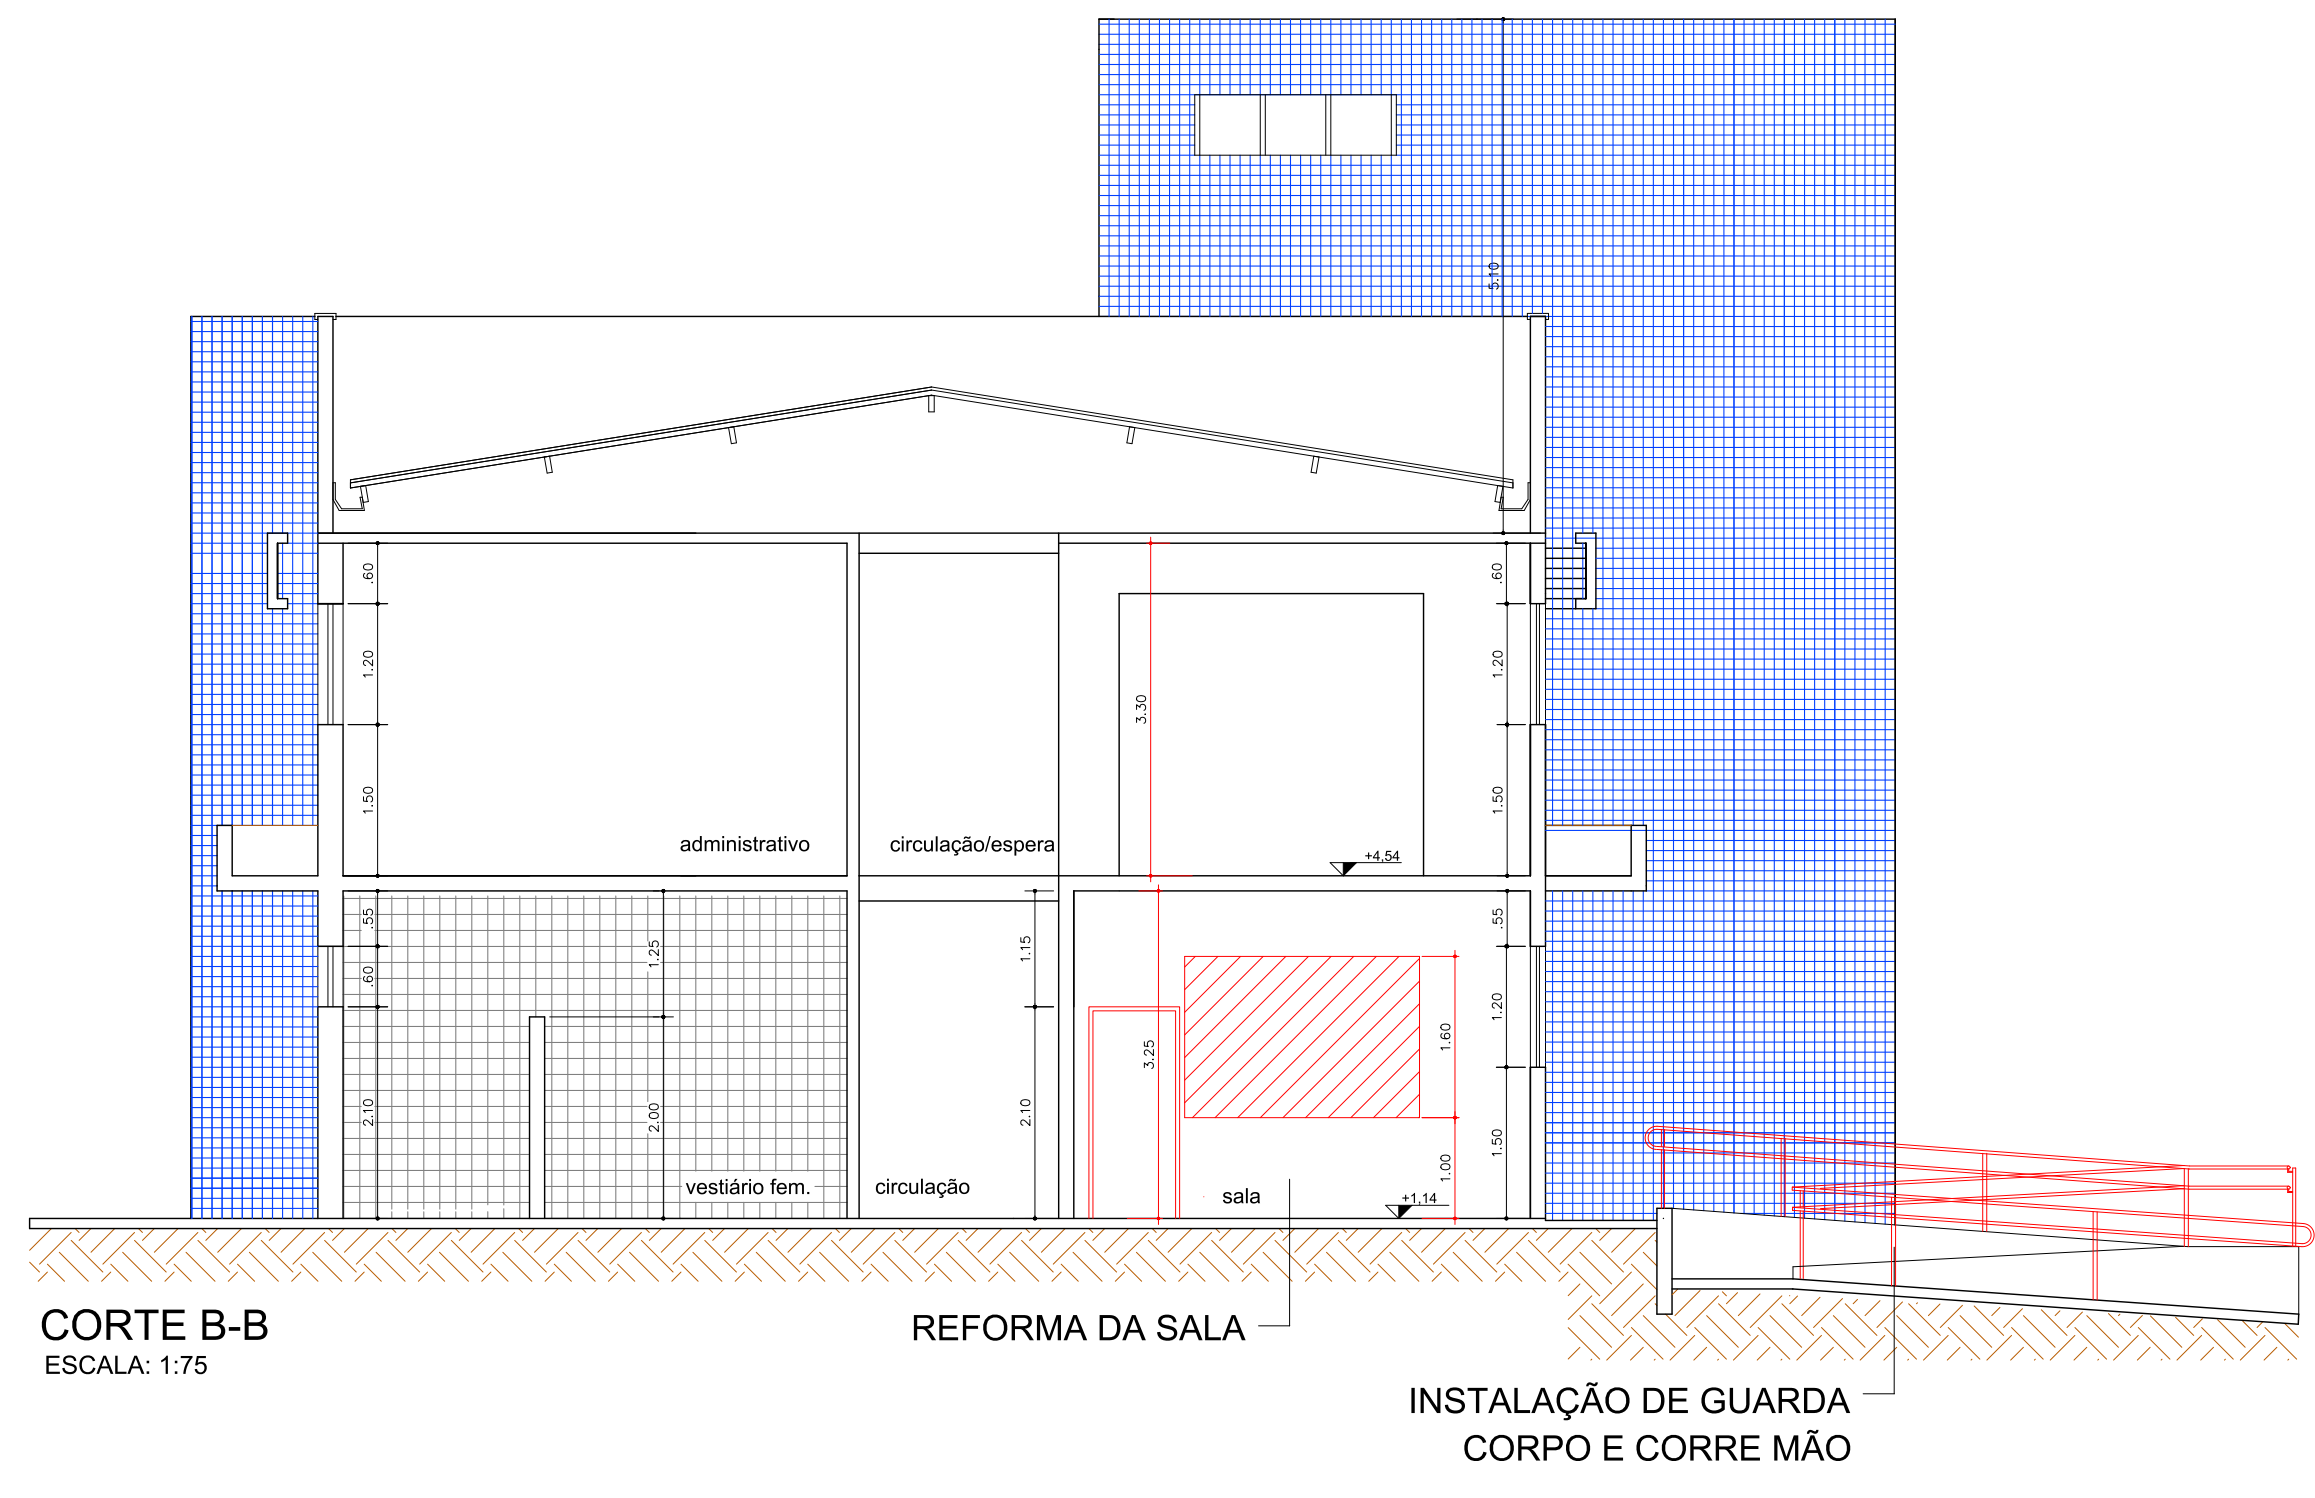 5.10
.60
.60
1.20
1.20
3.30
1.50
1.50
administrativo
circulação/espera
+4,54
.55
1.25
1.15
.55
.60
1.20
1.60
3.25
2.10
2.00
2.10
1.50
1.00
vestiário fem.
circulação
sala
+1,14
CORTE B-B
ESCALA: 1:75
REFORMA DA SALA
INSTALAÇÃO DE GUARDA
CORPO E CORRE MÃO